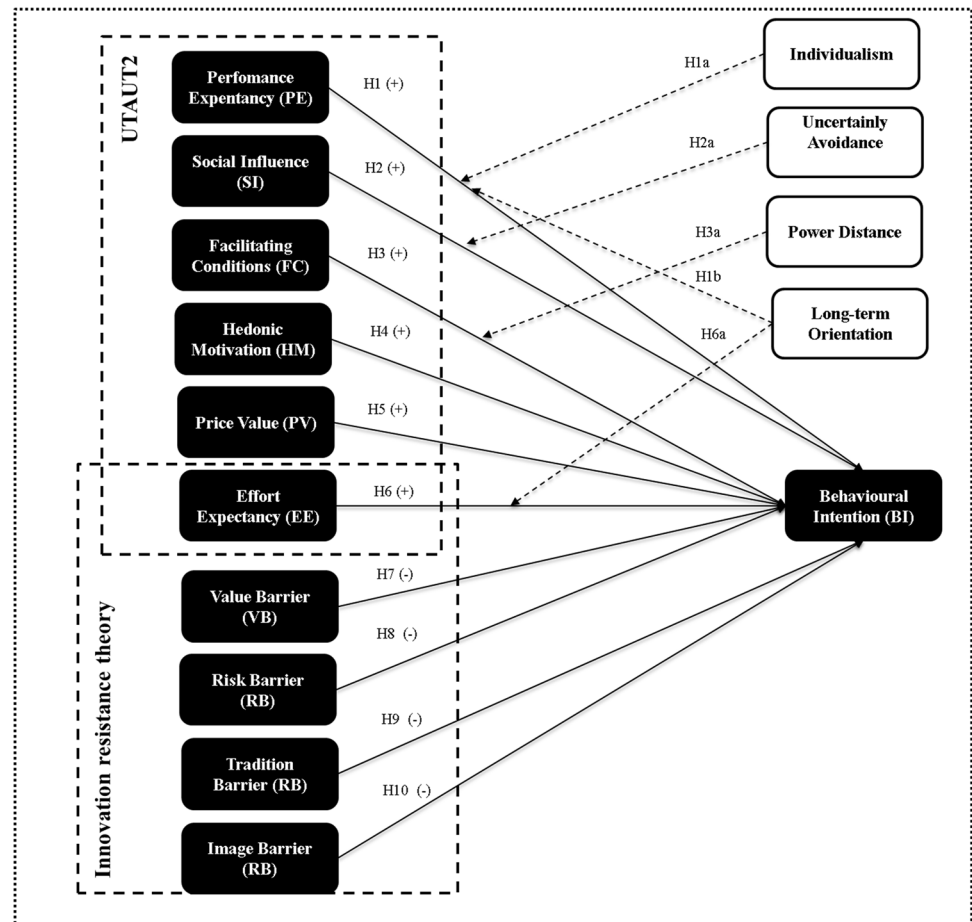 UTAUT2
Perfomance
Expentancy (PE)
H1 (+)
Social Influence
(SI)
H2 (+)
Facilitating
Conditions (FC)
H3 (+)
Hedonic
Motivation (HM)
H4 (+)
Price Value (PV)
H5 (+)
Effort
Expectancy (EE)
H6 (+)
Innovation resistance theory
Value Barrier
(VB)
H7 (-)
Risk Barrier
(RB)
H8 (-)
Tradition
Barrier (RB)
H9 (-)
Image Barrier
(RB)
H10 (-)
H1a
Individualism
H2a
Uncertainly
Avoidance
H3a
Power Distance
H1b
H6a
Long-term
Orientation
Behavioural
Intention (BI)